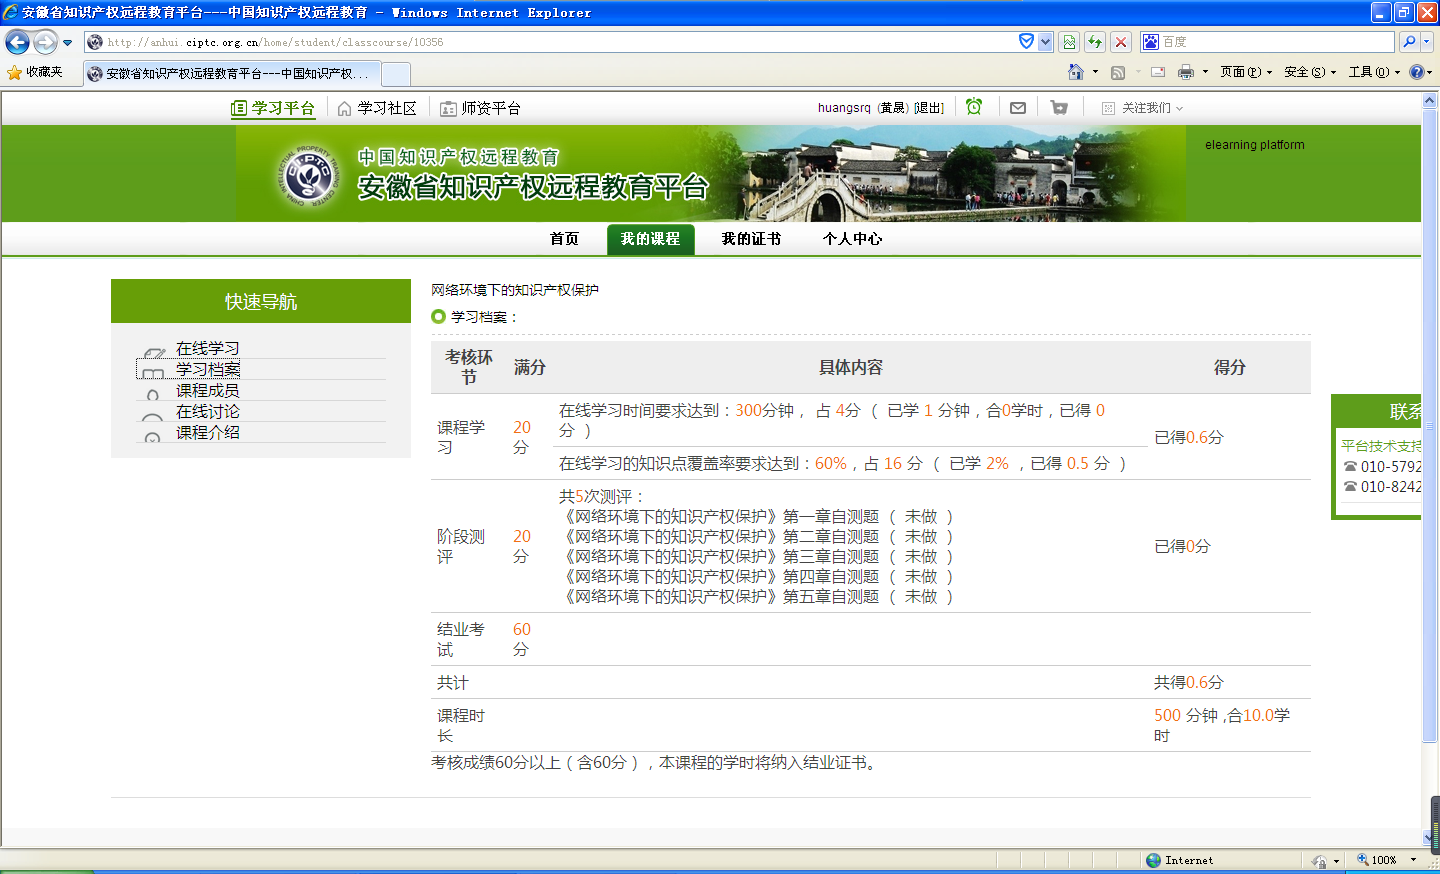 安徽省知识产权远程教育平台---中国知识产权远程教育 - Windows Internet Explorer
http://anhui.ciptc.org.cn/home/student/classcourse/10356
百度
收藏夹
安徽省知识产权远程教育平台---中国知识产权...
页面(P)
安全(S)
工具(O)
学习平台
学习社区
师资平台
huangsrq (黄晟) [退出]
关注我们
CHINA INTELLECTUAL PROPERTY TRAINING CENTER
CIPTC
中国知识产权远程教育
安徽省知识产权远程教育平台
elearning platform
首页
我的课程
我的证书
个人中心
快速导航
在线学习
学习档案
课程成员
在线讨论
课程介绍
网络环境下的知识产权保护
学习档案：
考核环
节
满分
具体内容
得分
课程学
习
20
分
在线学习时间要求达到：300分钟， 占 4分 （ 已学 1 分钟，合0学时，已得 0
分 ）
在线学习的知识点覆盖率要求达到：60%，占 16 分 （ 已学 2% ，已得 0.5 分 ）
已得0.6分
阶段测
评
20
分
共5次测评：
《网络环境下的知识产权保护》第一章自测题 （ 未做 ）
《网络环境下的知识产权保护》第二章自测题 （ 未做 ）
《网络环境下的知识产权保护》第三章自测题 （ 未做 ）
《网络环境下的知识产权保护》第四章自测题 （ 未做 ）
《网络环境下的知识产权保护》第五章自测题 （ 未做 ）
已得0分
结业考
试
60
分
共计
共得0.6分
课程时
长
500 分钟 ,合10.0学
时
考核成绩60分以上（含60分），本课程的学时将纳入结业证书。
联系
平台技术支持
010-5792
010-8242
Internet
100%